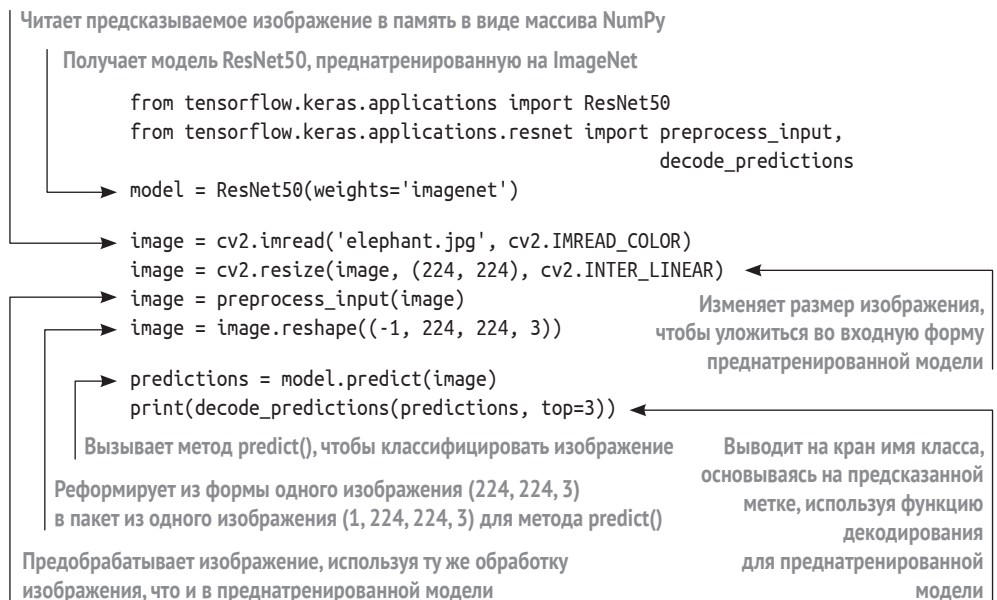 Читает предсказываемое изображение в память в виде массива NumPy
Получает модель ResNet50, преднатренированную на ImageNet
from tensorflow.keras.applications import ResNet50
from tensorflow.keras.applications.resnet import preprocess_input,
decode_predictions
model = ResNet50(weights='imagenet')
image = cv2.imread('elephant.jpg', cv2.IMREAD_COLOR)
image = cv2.resize(image, (224, 224), cv2.INTER_LINEAR)
image = preprocess_input(image)
image = image.reshape((-1, 224, 224, 3))
Изменяет размер изображения,
чтобы уложиться во входную форму
преднатренированной модели
predictions = model.predict(image)
print(decode_predictions(predictions, top=3))
Вызывает метод predict(), чтобы классифицировать изображение
Реформирует из формы одного изображения (224, 224, 3)
в пакет из одного изображения (1, 224, 224, 3) для метода predict()
Предобрабатывает изображение, используя ту же обработку
изображения, что и в преднатренированной модели
Выводит на кран имя класса,
основываясь на предсказанной
метке, используя функцию
декодирования
для преднатренированной
модели